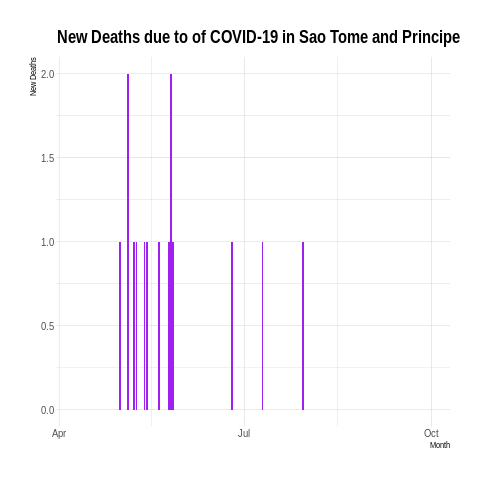 New Deaths due to of COVID-19 in Sao Tome and Principe
New Deaths
2.0
1.5
1.0
0.5
0.0
Apr Jul Oct
Month